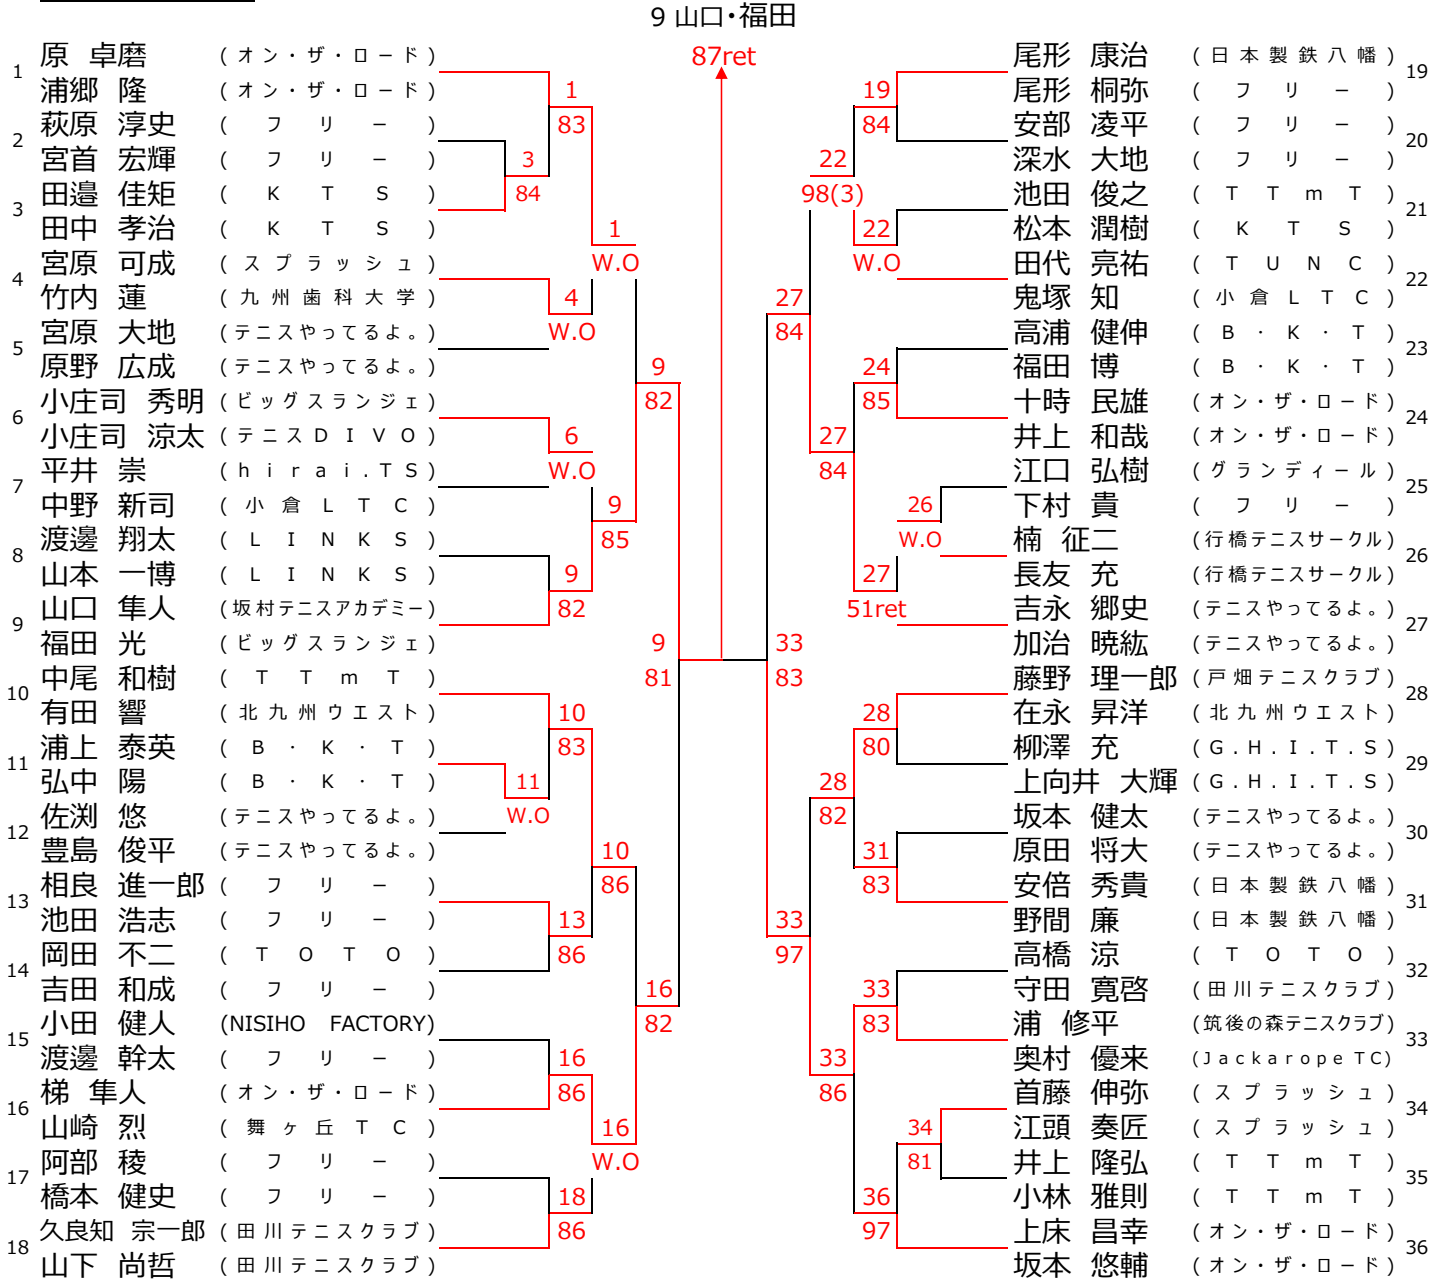 9 山口・福田
87ret
1 原 卓磨 (オン・ザ・ロード)
浦郷 隆 (オン・ザ・ロード)
2 萩原 淳史 (フリー)
宮首 宏輝 (フリー)
3 田邉 佳矩 (KTS)
田中 孝治 (KTS)
4 宮原 可成 (スプラッシュ)
竹内 蓮 (九州歯科大学)
5 宮原 大地 (テニスやってるよ。)
原野 広成 (テニスやってるよ。)
6 小庄司 秀明 (ビッグスランジェ)
小庄司 涼太 (テニスDIVO)
7 平井 崇 (hirai.TS)
中野 新司 (小倉LTC)
8 渡邊 翔太 (LINKS)
山本 一博 (LINKS)
9 山口 隼人 (坂村テニスアカデミー)
福田 光 (ビッグスランジェ)
10 中尾 和樹 (TTmT)
有田 響 (北九州ウエスト)
11 浦上 泰英 (B・K・T)
弘中 陽 (B・K・T)
12 佐渕 悠 (テニスやってるよ。)
豊島 俊平 (テニスやってるよ。)
13 相良 進一郎 (フリー)
池田 浩志 (フリー)
14 岡田 不二 (TOTO)
吉田 和成 (フリー)
15 小田 健人 (NISIHO FACTORY)
渡邊 幹太 (フリー)
16 梯 隼人 (オン・ザ・ロード)
山崎 烈 (舞ヶ丘TC)
17 阿部 稜 (フリー)
橋本 健史 (フリー)
18 久良知 宗一郎 (田川テニスクラブ)
山下 尚哲 (田川テニスクラブ)
1
83
3
84
1
W.O
4
W.O
9
82
6
W.O
9
85
9
82
9
81
10
83
11
W.O
10
86
13
86
16
82
16
86
16
W.O
18
86
尾形 康治 (日本製鉄八幡) 19
尾形 桐弥 (フリー)
安部 凌平 (フリー) 20
深水 大地 (フリー)
池田 俊之 (TTmT) 21
松本 潤樹 (KTS)
田代 亮祐 (TUNC) 22
鬼塚 知 (小倉LTC)
高浦 健伸 (B・K・T) 23
福田 博 (B・K・T)
十時 民雄 (オン・ザ・ロード) 24
井上 和哉 (オン・ザ・ロード)
江口 弘樹 (グランディール) 25
下村 貴 (フリー)
楠 征二 (行橋テニスサークル) 26
長友 充 (行橋テニスサークル)
吉永 郷史 (テニスやってるよ。) 27
加治 暁紘 (テニスやってるよ。)
藤野 理一郎 (戸畑テニスクラブ) 28
在永 昇洋 (北九州ウエスト)
柳澤 充 (G.H.I.T.S) 29
上向井 大輝 (G.H.I.T.S)
坂本 健太 (テニスやってるよ。) 30
原田 将大 (テニスやってるよ。)
安倍 秀貴 (日本製鉄八幡) 31
野間 廉 (日本製鉄八幡)
高橋 涼 (TOTO) 32
守田 寛啓 (田川テニスクラブ)
浦 修平 (筑後の森テニスクラブ) 33
奥村 優来 (Jackarope TC)
首藤 伸弥 (スプラッシュ) 34
江頭 奏匠 (スプラッシュ)
井上 隆弘 (TTmT) 35
小林 雅則 (TTmT)
上床 昌幸 (オン・ザ・ロード) 36
坂本 悠輔 (オン・ザ・ロード)
19
84
22
98(3)
22
W.O
27
84
24
85
27
84
26
W.O
27
51ret
33
83
28
80
28
82
31
83
33
97
33
83
33
86
34
81
36
97